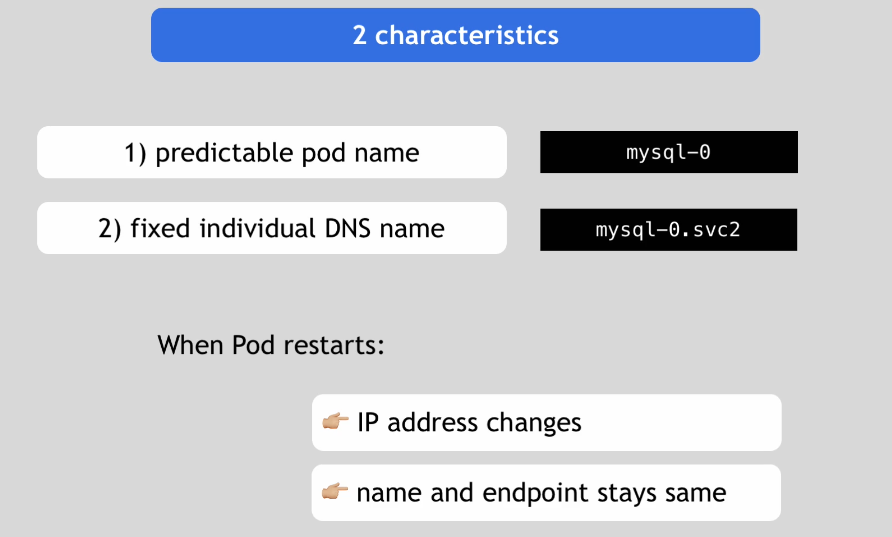 2 characteristics
1) predictable pod name
mysql-0
2) fixed individual DNS name
mysql-0.svc2
When Pod restarts:
👉🏼 IP address changes
👉🏼 name and endpoint stays same